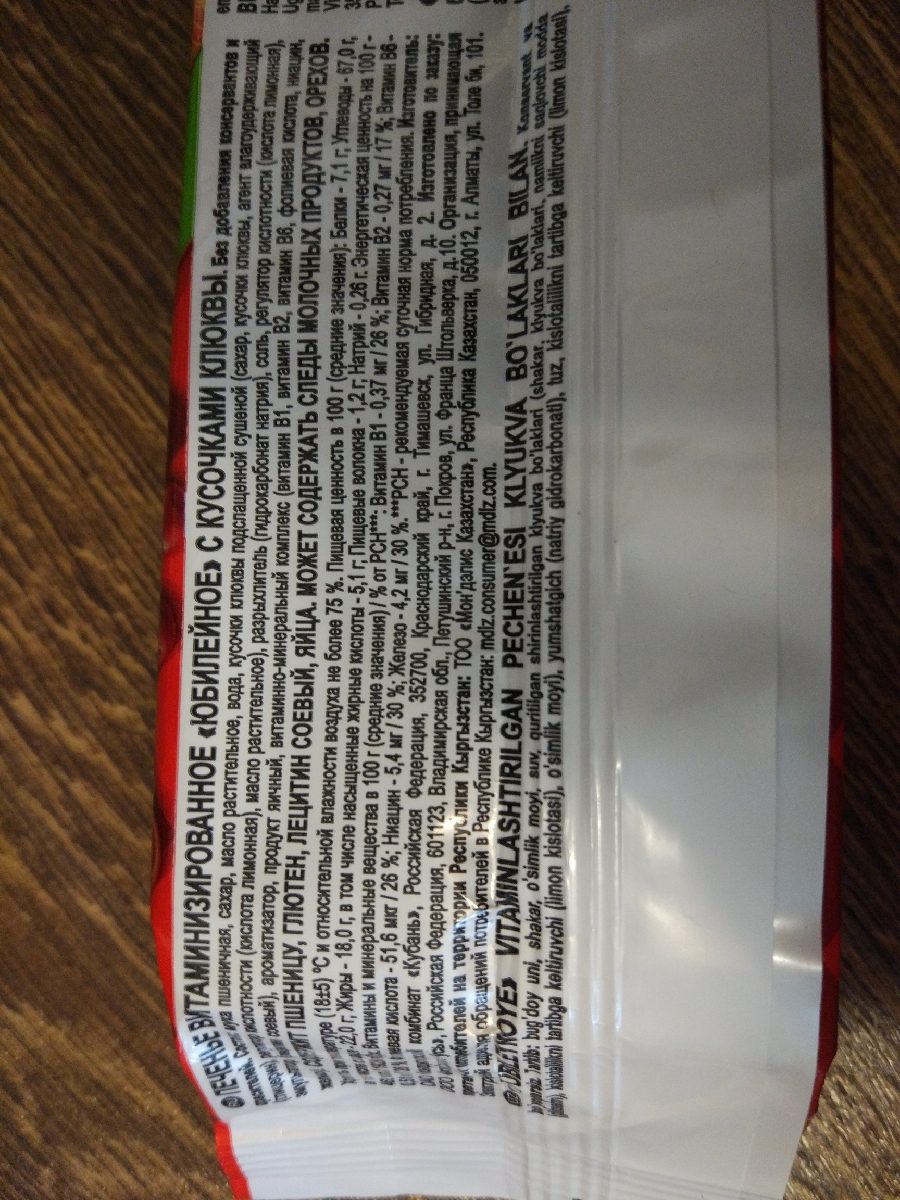 ПЕЧЕНЬЕ ВИТАМИНИЗИРОВАННОЕ «ЮБИЛЕЙНОЕ» С КУСОЧКАМИ КЛЮКВЫ. Без добавления консервантов и
мука пшеничная, сахар, масло растительное, вода, кусочки клюквы подслащенной сушеной (сахар, кусочки клюквы, агент влагоудерживающий
кислотности (кислота лимонная), масло растительное), разрыхлитель (гидрокарбонат натрия), соль, регулятор кислотности (кислота лимонная),
соевый), ароматизатор, продукт яичный, витаминно-минеральный комплекс (витамин B1, витамин B2, витамин B6, фолиевая кислота, ниацин,
ПШЕНИЦУ, ГЛЮТЕН, ЛЕЦИТИН СОЕВЫЙ, ЯЙЦА. МОЖЕТ СОДЕРЖАТЬ СЛЕДЫ МОЛОЧНЫХ ПРОДУКТОВ, ОРЕХОВ.
(18±5) °C и относительной влажности воздуха не более 75 %. Пищевая ценность в 100 г (средние значения): Белки - 7,1 г; Углеводы - 67,0 г,
22,0 г; Жиры - 18,0 г, в том числе насыщенные жирные кислоты - 5,1 г; Пищевые волокна - 1,2 г; Натрий - 0,26 г. Энергетическая ценность на 100 г -
Витамины и минеральные вещества в 100 г (средние значения) / % от РСН***: Витамин B1 - 0,37 мг / 26 %; Витамин B2 - 0,27 мг / 17 %; Витамин B6 -
кислота - 51,6 мкг / 26 %; Ниацин - 5,4 мг / 30 %; Железо - 4,2 мг / 30 %. ***РСН - рекомендуемая суточная норма потребления. Изготовитель:
комбинат «Кубань», Российская Федерация, 352700, Краснодарский край, г. Тимашевск, ул. Гибридная, д. 2. Изготовлено по заказу:
Российская Федерация, 601123, Владимирская обл., Петушинский р-н, г. Покров, ул. Франца Штольверка, д.10. Организация, принимающая
на территории Республики Кыргызстан: ТОО «Мон'дэлис Казахстан», Республика Казахстан, 050012, г. Алматы, ул. Толе би, 101.
адрес обращений потребителей в Республике Кыргызстан: mdlz.consumer@mdlz.com.
VITAMINLASHTIRILGAN PECHEN'ESI KLYUKVA BO'LAKLARI BILAN. Konservant va
Tarkib: bug'doy uni, shakar, o'simlik moyi, suv, quritilgan shirinlashtirilgan klyukva bo'laklari (shakar, klyukva bo'laklari, namlikni saqlovchi modda
kislotalilikni tartibga keltiruvchi (limon kislotasi), o'simlik moyi), yumshatgich (natriy gidrokarbonati), tuz, kislotalilikni tartibga keltiruvchi (limon kislotasi),